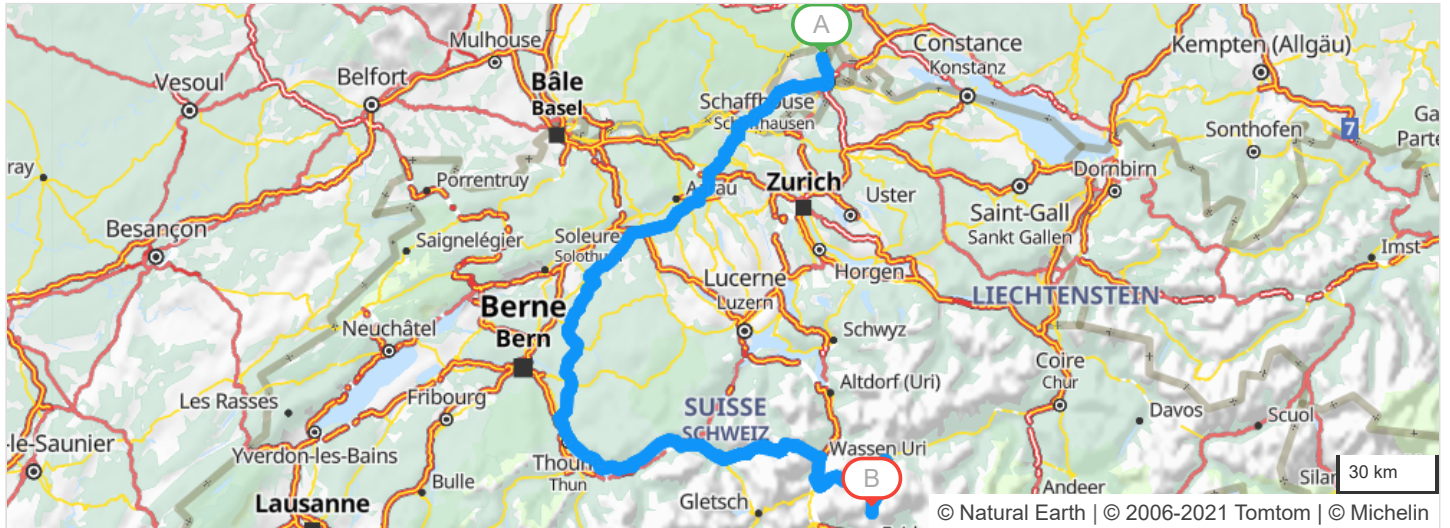 A
Constance
Konstanz
Kempten (Allgäu)
Mulhouse
Vesoul
Belfort
Bâle
Basel
Schaffhouse
Schaffhausen
7
Sonthofen
ray
Porrentruy
Zurich
Uster
Dornbirn
Saint-Gall
Sankt Gallen
Besançon
Saignelégier
Soleure
Imst
Horgen
Lucerne
Luzern
LIECHTENSTEIN
Berne
Bern
Neuchâtel
Schwyz
Coire
Chur
Altdorf (Uri)
Les Rasses
Fribourg
SUISSE
SCHWEIZ
Davos
Scuol
-le-Saunier
Yverdon-les-Bains
Wassen Uri
Thoune
Thun
B
Bulle
Gletsch
Andeer
30 km
Lausanne
© Natural Earth | © 2006-2021 Tomtom | © Michelin